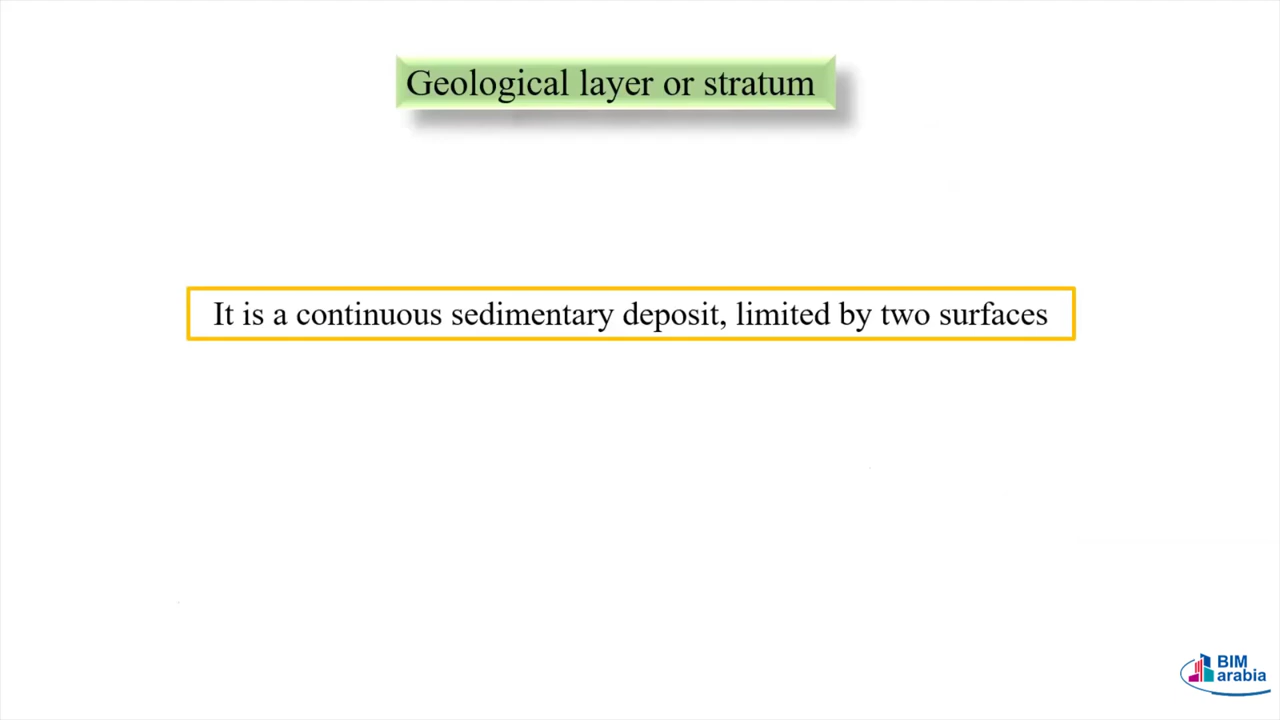 Geological layer or stratum
It is a continuous sedimentary deposit, limited by two surfaces
BIM
arabia